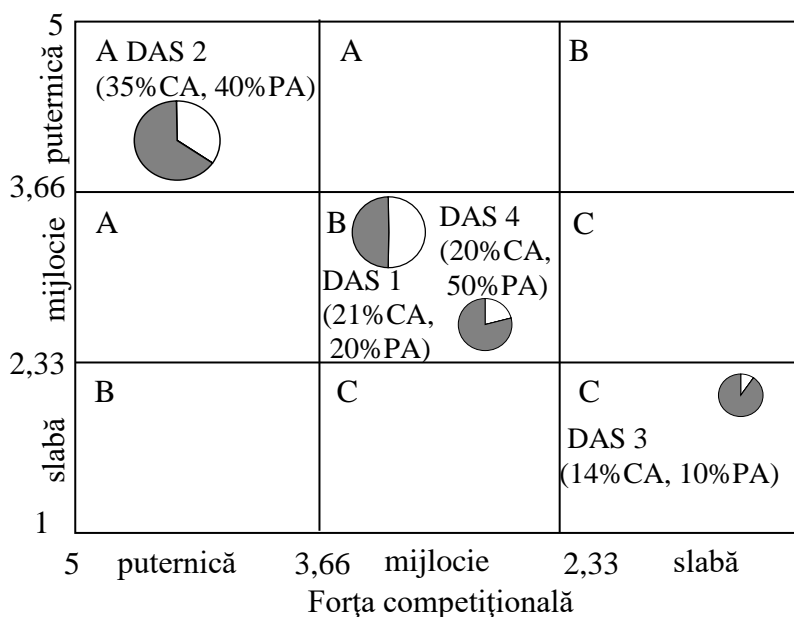 5
puternică
3,66
mijlocie
2,33
slabă
1
A DAS 2
(35%CA, 40%PA)
A
B
A
B
DAS 1
(21%CA,
20%PA)
DAS 4
(20%CA,
50%PA)
C
B
C
C
DAS 3
(14%CA, 10%PA)
5
puternică
3,66
mijlocie
2,33
slabă
Forţa competiţională